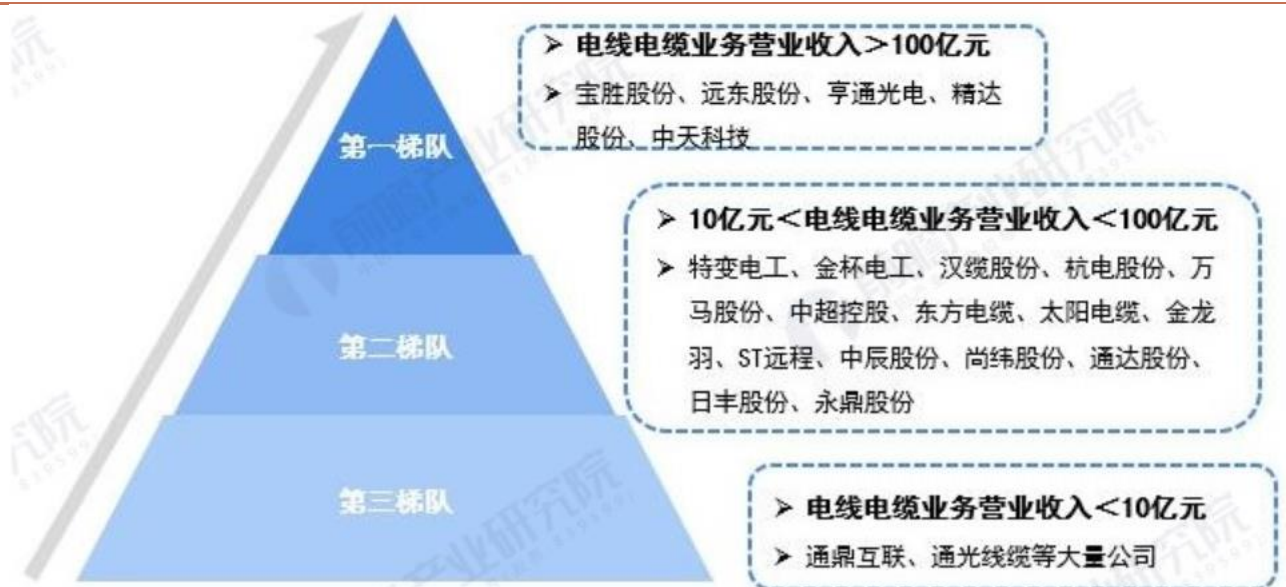 ➤ 电线电缆业务营业收入＞100亿元
➤ 宝胜股份、远东股份、亨通光电、精达
股份、中天科技
第一梯队
➤ 10亿元＜电线电缆业务营业收入＜100亿元
➤ 特变电工、金杯电工、汉缆股份、杭电股份、万
马股份、中超控股、东方电缆、太阳电缆、金龙
羽、ST远程、中辰股份、尚纬股份、通达股份、
日丰股份、永鼎股份
第二梯队
➤ 电线电缆业务营业收入＜10亿元
➤ 通鼎互联、通光线缆等大量公司
第三梯队
前瞻产业研究院